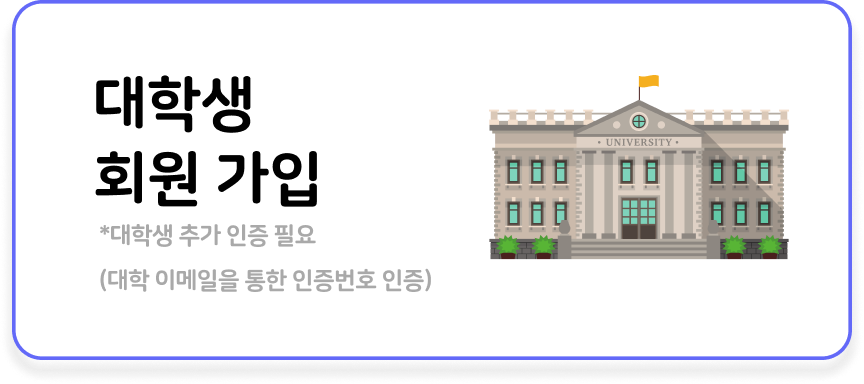 대학생
회원 가입
*대학생 추가 인증 필요
(대학 이메일을 통한 인증번호 인증)
• UNIVERSITY •